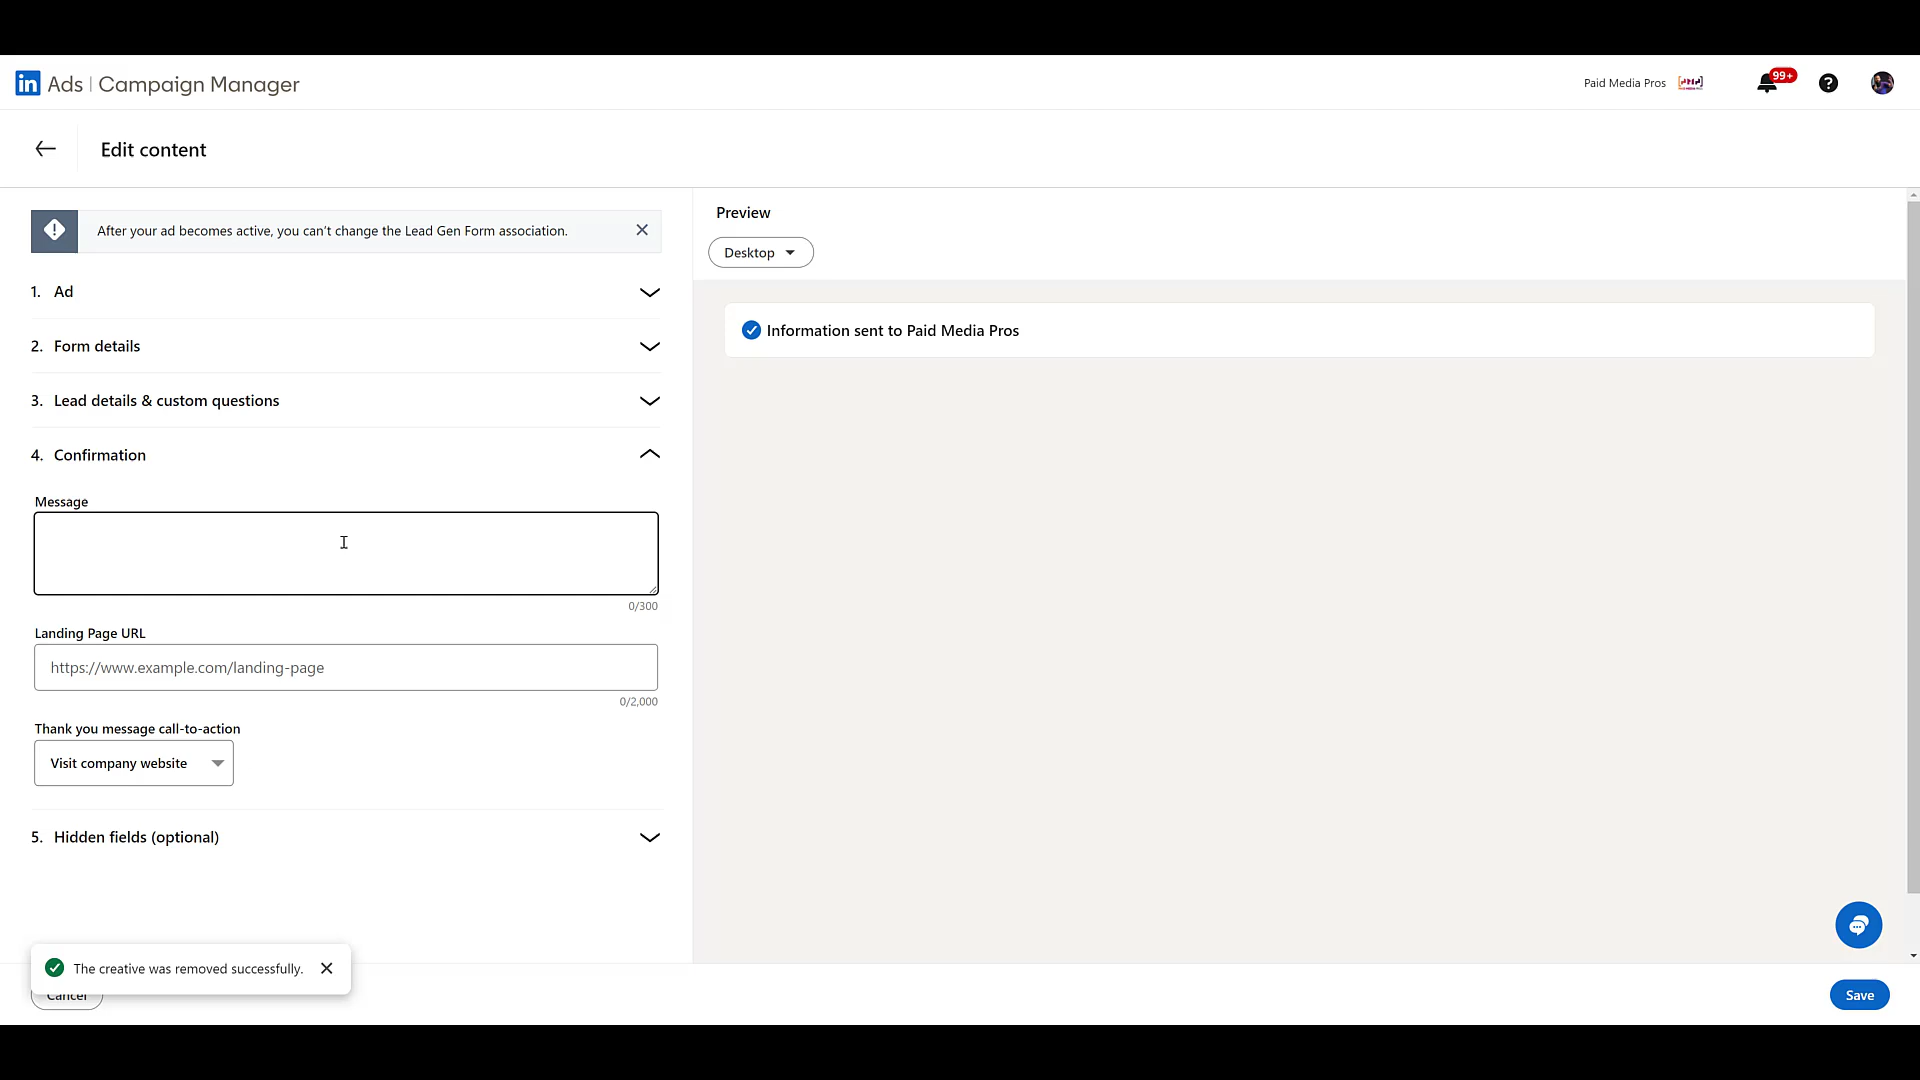 in Ads | Campaign Manager
Paid Media Pros
99+
Edit content
After your ad becomes active, you can’t change the Lead Gen Form association.
1. Ad
2. Form details
3. Lead details & custom questions
4. Confirmation
Message
0/300
Landing Page URL
https://www.example.com/landing-page
0/2,000
Thank you message call-to-action
Visit company website
5. Hidden fields (optional)
The creative was removed successfully.
Cancel
Preview
Desktop
Information sent to Paid Media Pros
Save